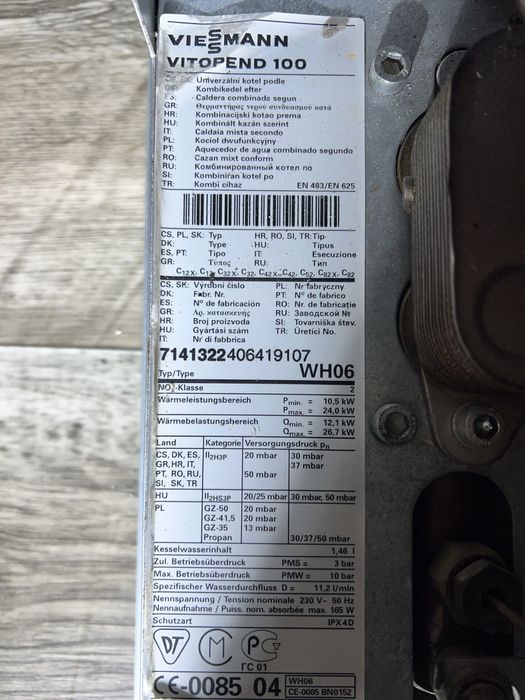 VIESSMANN
VITOPEND 100
CS, SK: Univerzální kotel podle
DK: Kombikedel efter
ES: Caldera combinada segun
GR: Θερμαντήρας νερού συνδυασμού κατά
HR: Kombinacijski kotao prema
HU: Kombinált kazán szerint
IT: Caldaia mista secondo
PL: Kocioł dwufunkcyjny
PT: Aquecedor de agua combinado segundo
RO: Cazan mixt conform
RU: Комбинированный котел по
SI: Kombiniran kotel po
TR: Kombi cihaz EN 483/EN 625
CS, PL, SK: Typ HR, RO, SI, TR: Tip
DK: Type HU: Típus
ES, PT: Tipo IT: Esecuzione
GR: Τύπος RU: Тип
C12X, C12, C32X, C32, C42X, C42, C52, C82X, C82
CS, SK: Výrobní číslo PL: Nr fabryczny
DK: Fabr. Nr. PT: Nº de fabrico
ES: Nº de fabricación RO: Nr. de fabricatie
GR: Αρ. κατασκευής RU: Заводской №
HR: Broj proizvoda SI: Tovarniška štev.
HU: Gyártási szám TR: Üretici No.
IT: Nr di fabbrica
7141322406419107
Typ/Type WH06
NOx-Klasse 2
Wärmeleistungsbereich Pmin. = 10,5 kW
Pmax. = 24,0 kW
Wärmebelastungsbereich Qmin. = 12,1 kW
Qmax. = 26,7 kW
Land Kategorie Versorgungsdruck pn
CS, DK, ES, II2H3P 20 mbar 30 mbar
GR, HR, IT, 37 mbar
PT, RO, RU, 50 mbar
SI, SK, TR
HU II2HS3P 20/25 mbar 30 mbar, 50 mbar
PL GZ-50 20 mbar
GZ-41,5 20 mbar
GZ-35 13 mbar
Propan 30/37/50 mbar
Kesselwasserinhalt 1,46 l
Zul. Betriebsüberdruck PMS = 3 bar
Max. Betriebsüberdruck PMW = 10 bar
Spezifischer Wasserdurchfluss D = 11,2 l/min
Nennspannung / Tension nominale 230 V~ 50 Hz
Nennaufnahme / Puiss. nom. absorbée max. 165 W
Schutzart IPX4D
DT M PC
ГС 01
CE-0085 04 WH06
CE-0085 BN0152